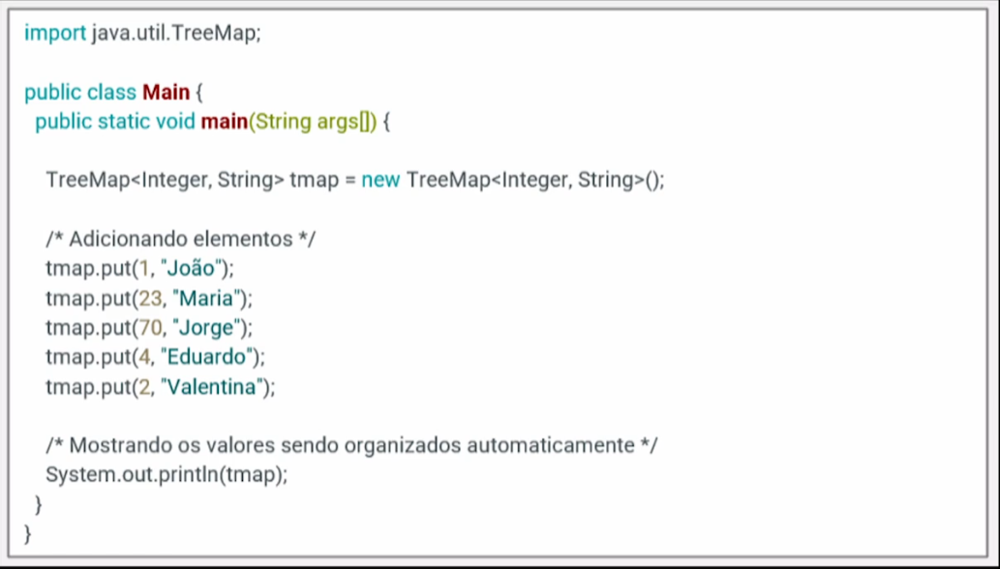 import java.util.TreeMap;
public class Main {
public static void main(String args[]) {
TreeMap<Integer, String> tmap = new TreeMap<Integer, String>();
/* Adicionando elementos */
tmap.put(1, "João");
tmap.put(23, "Maria");
tmap.put(70, "Jorge");
tmap.put(4, "Eduardo");
tmap.put(2, "Valentina");
/* Mostrando os valores sendo organizados automaticamente */
System.out.println(tmap);
}
}